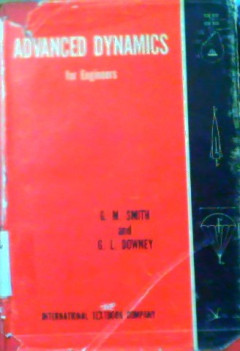 ADVANCED DYNAMICS
for Engineers
G. M. SMITH
and
G. L. DOWNEY
INTERNATIONAL TEXTBOOK COMPANY